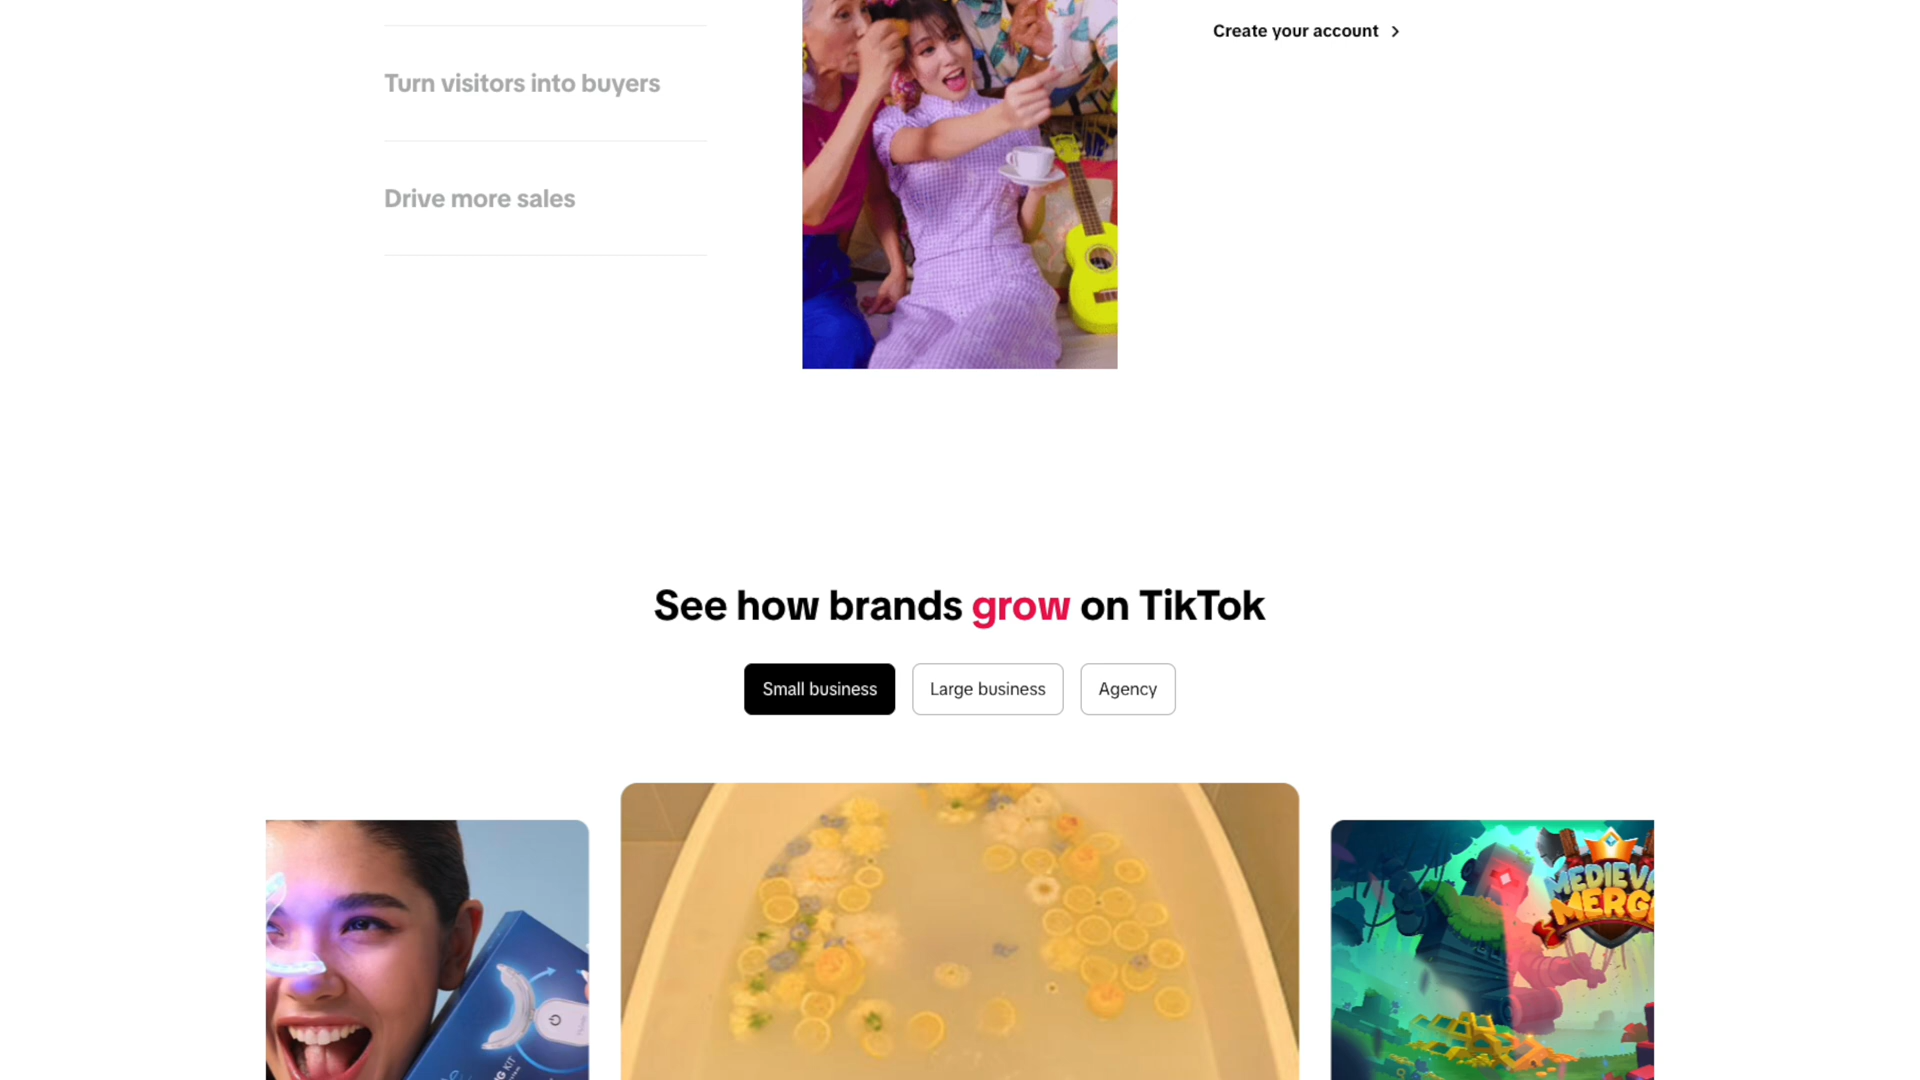 Create your account
Turn visitors into buyers
Drive more sales
See how brands grow on TikTok
Small business
Large business
Agency
KIT